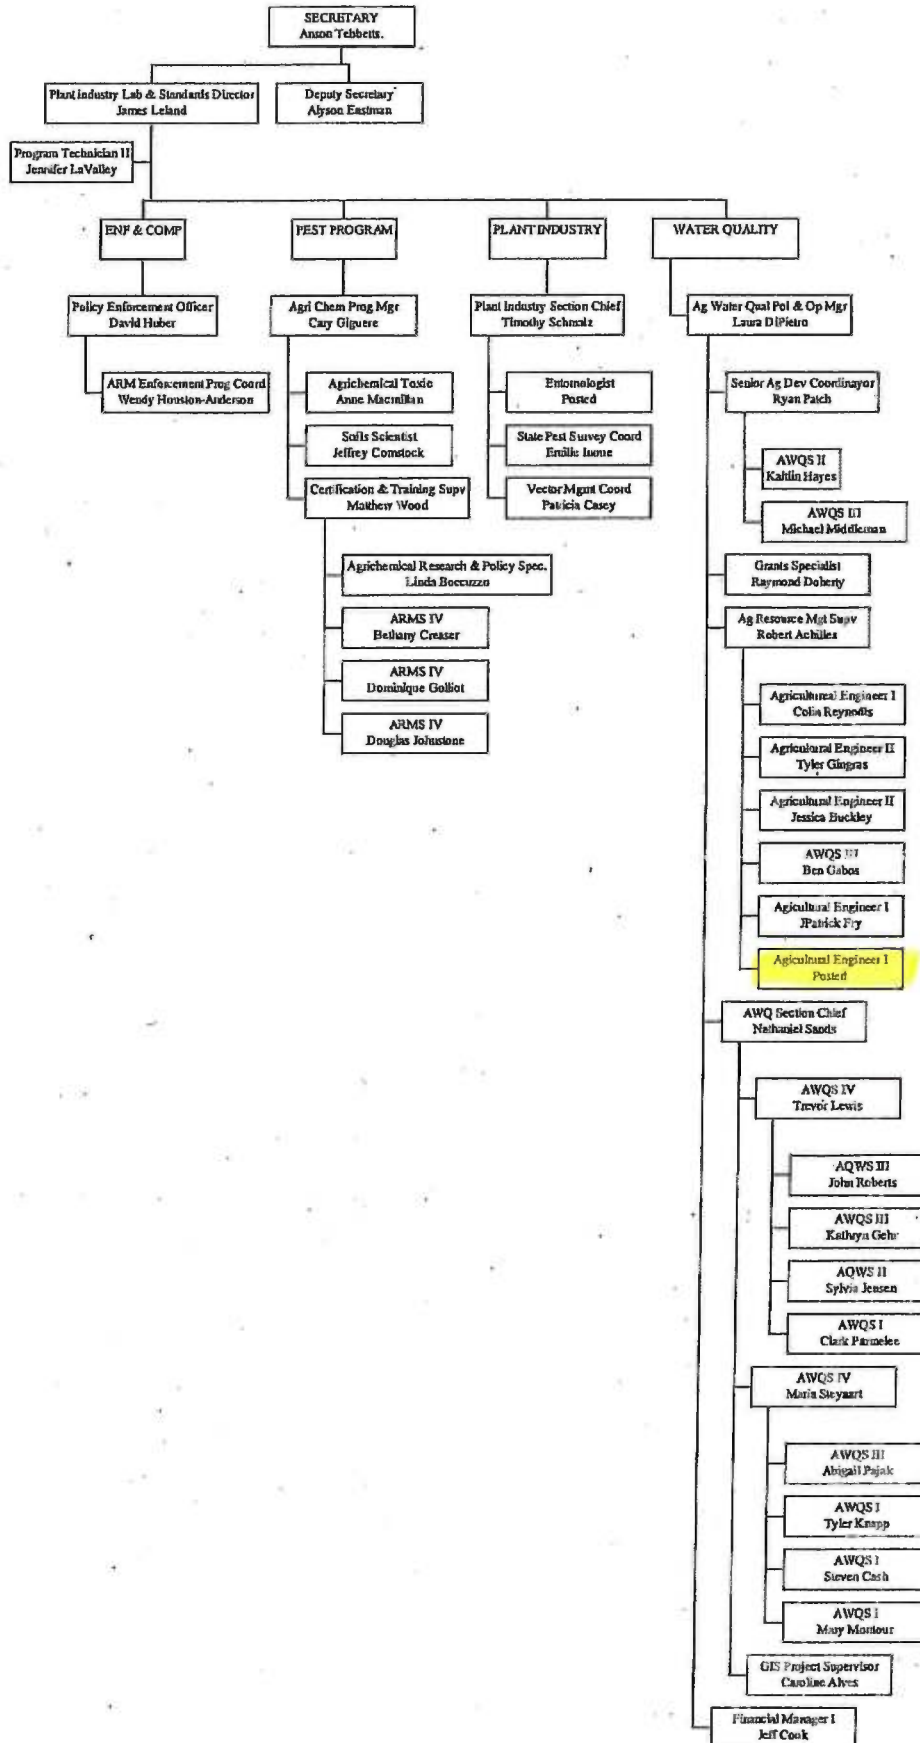 SECRETARY
Anson Tebbetts.
Plant Industry Lab & Standards Director
James Leland
Deputy Secretary
Alyson Eastman
Program Technician II
Jennifer LaValley
ENF & COMP
PEST PROGRAM
PLANT INDUSTRY
WATER QUALITY
Policy Enforcement Officer
David Huber
ARM Enforcement Prog Coord
Wendy Houston-Anderson
Agri Chem Prog Mgr
Cary Giguere
Agrichemical Toxic
Anne Macmillan
Soils Scientist
Jeffrey Comstock
Certification & Training Supv
Matthew Wood
Agrichemical Research & Policy Spec.
Linda Boccuzzo
ARMS IV
Bethany Creaser
ARMS IV
Dominique Golliot
ARMS IV
Douglas Johnstone
Plant Industry Section Chief
Timothy Schmalz
Entomologist
Posted
State Pest Survey Coord
Emilie Inoue
Vector Mgmt Coord
Patricia Casey
Ag Water Qual Pol & Op Mgr
Laura DiPietro
Senior Ag Dev Coordinayor
Ryan Patch
AWQS II
Kaitlin Hayes
AWQS III
Michael Middleman
Grants Specialist
Raymond Doherty
Ag Resource Mgt Supv
Robert Achilles
Agricultureal Engineer I
Colin Reynolds
Agricultural Engineer II
Tyler Gingras
Agricultural Engineer II
Jessica Buckley
AWQS III
Ben Gabos
Agicultural Engineer I
JPatrick Fry
Agicultural Engineer I
Posted
AWQ Section Chief
Nathaniel Sands
AWQS IV
Trevor Lewis
AQWS III
John Roberts
AWQS III
Kathryn Gehr
AQWS II
Sylvia Jensen
AWQS I
Clark Parmelee
AWQS IV
Maria Steyaart
AWQS III
Abigail Pajak
AWQS I
Tyler Knapp
AWQS I
Steven Cash
AWQS I
Mary Montour
GIS Project Supervisor
Caroline Alves
Financial Manager I
Jeff Cook